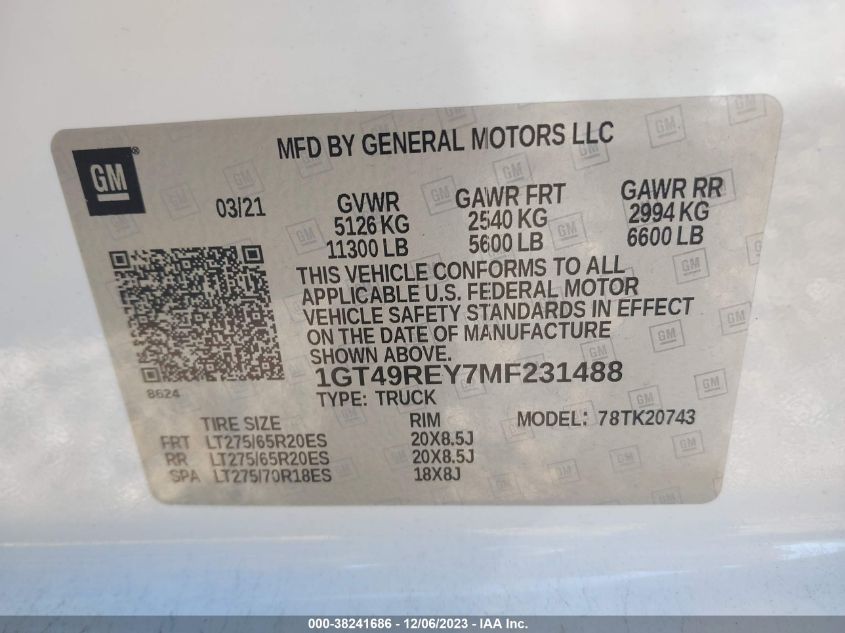 MFD BY GENERAL MOTORS LLC
GM
03/21
GVWR
5126 KG
11300 LB
GAWR FRT
2540 KG
5600 LB
GAWR RR
2994 KG
6600 LB
THIS VEHICLE CONFORMS TO ALL
APPLICABLE U.S. FEDERAL MOTOR
VEHICLE SAFETY STANDARDS IN EFFECT
ON THE DATE OF MANUFACTURE
SHOWN ABOVE.
8624
1GT49REY7MF231488
TYPE: TRUCK
MODEL: 78TK20743
TIRE SIZE RIM
FRT LT275/65R20ES 20X8.5J
RR LT275/65R20ES 20X8.5J
SPA LT275/70R18ES 18X8J
000-38241686 - 12/06/2023 - IAA Inc.